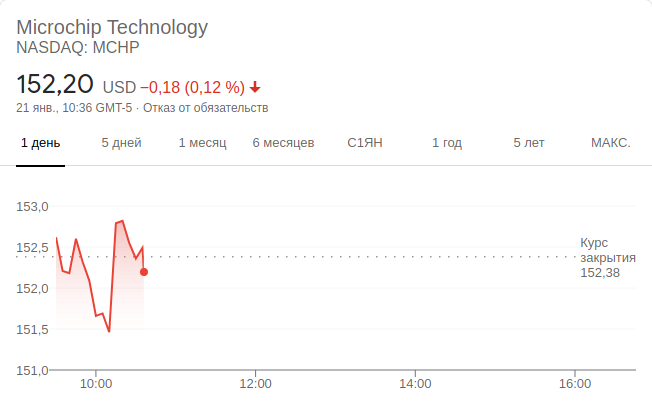 Microchip Technology
NASDAQ: MCHP
152,20 USD −0,18 (0,12 %)
21 янв., 10:36 GMT-5 · Отказ от обязательств
1 день 5 дней 1 месяц 6 месяцев С1ЯН 1 год 5 лет МАКС.
153,0
152,5
152,0
151,5
151,0
Курс
закрытия
152,38
10:00 12:00 14:00 16:00